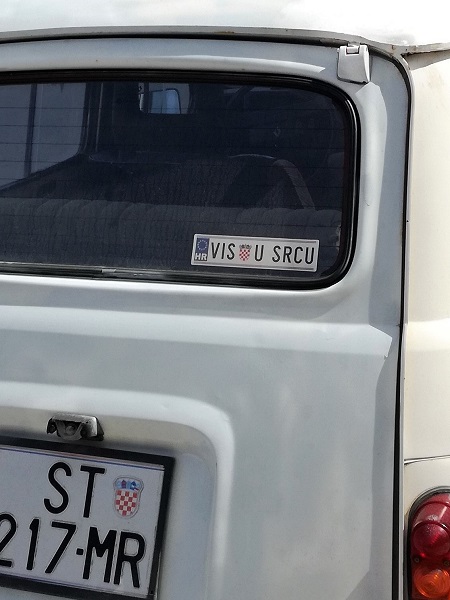 HR VIS U SRCU
ST
217-MR